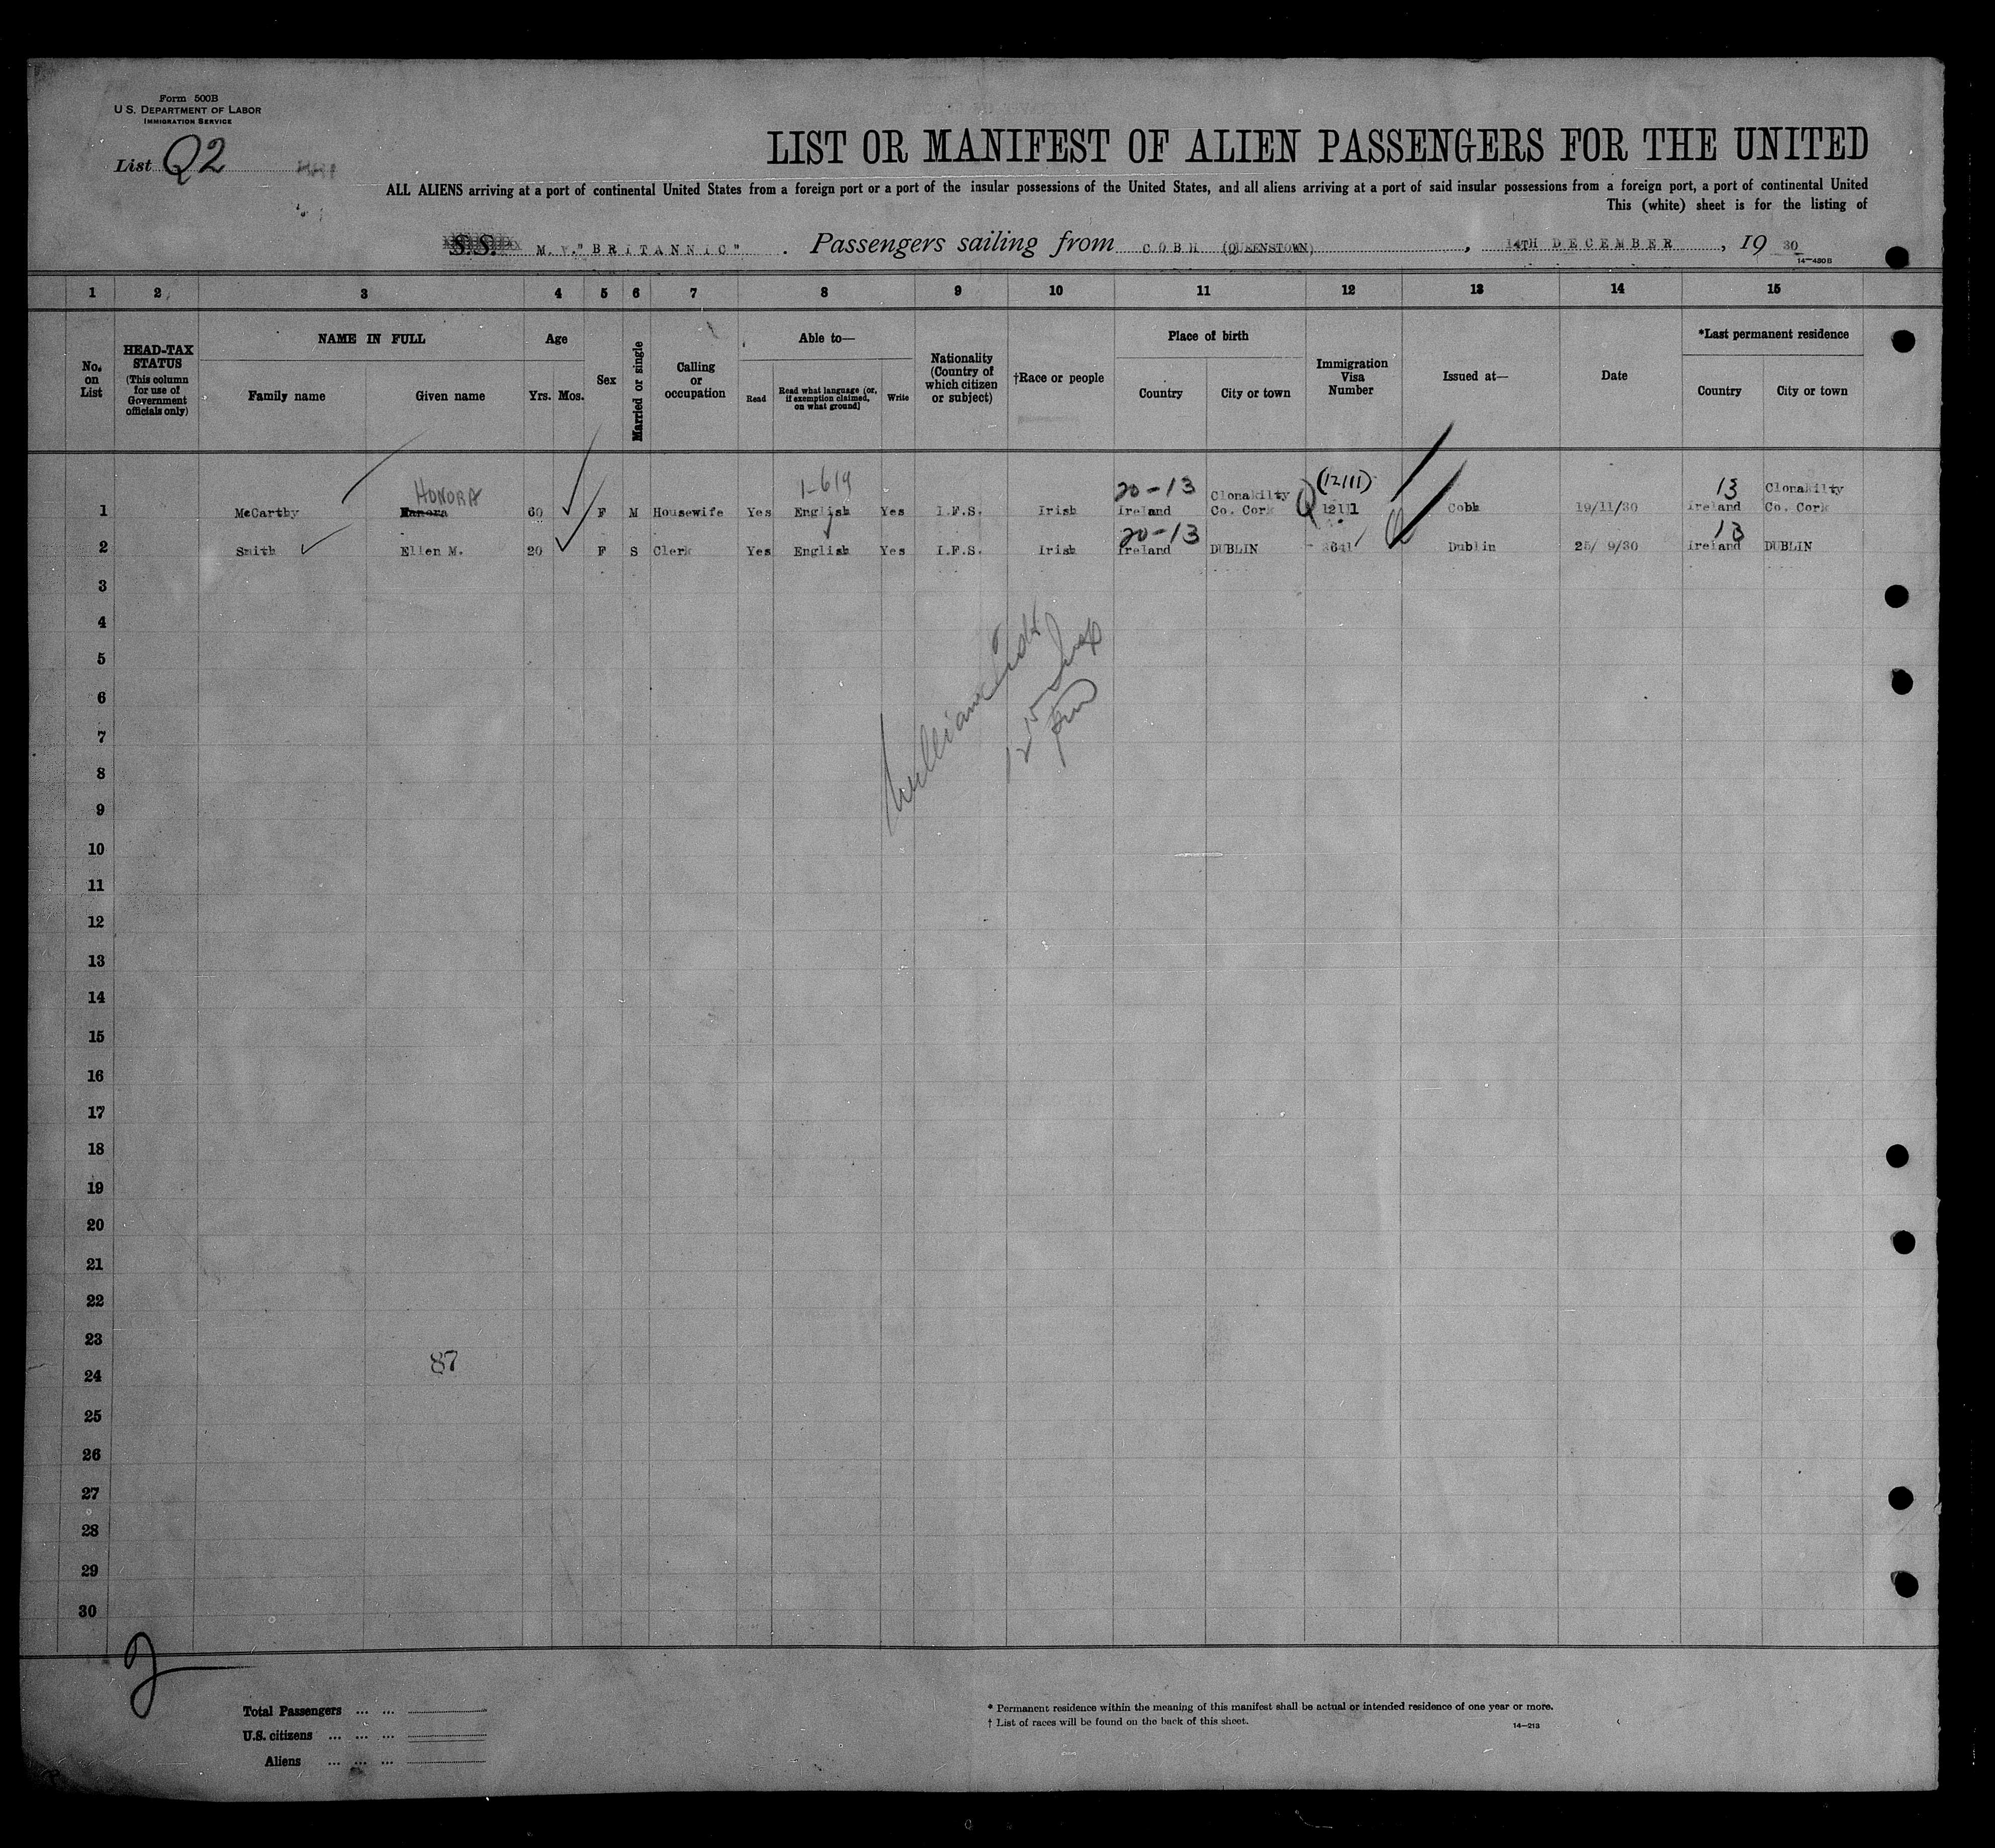 Form 500B
U.S. DEPARTMENT OF LABOR
IMMIGRATION SERVICE
List Q2
LIST OR MANIFEST OF ALIEN PASSENGERS FOR THE UNITED
ALL ALIENS arriving at a port of continental United States from a foreign port or a port of the insular possessions of the United States, and all aliens arriving at a port of said insular possessions from a foreign port, a port of continental United
This (white) sheet is for the listing of
S.S. M.V. "BRITANNIC" . Passengers sailing from COBH (QUEENSTOWN) , 14TH DECEMBER , 19 30
14—480B
1 2 3 4 5 6 7 8 9 10 11 12 13 14 15
No. on List
HEAD-TAX STATUS (This column for use of Government officials only)
NAME IN FULL
Family name Given name
Age
Yrs. Mos.
Sex
Married or single
Calling or occupation
Able to—
Read
Read what language (or, if exemption claimed, on what ground)
Write
Nationality (Country of which citizen or subject)
†Race or people
Place of birth
Country City or town
Immigration Visa Number
Issued at—
Date
*Last permanent residence
Country City or town
HONORA 1-619 20-13 Clonakilty (12111) 13 Clonakilty
1 McCarthy Hanora 60 F M Housewife Yes English Yes I.F.S. Irish Ireland Co. Cork Q 12111 Cobh 19/11/30 Ireland Co. Cork
20-13 13
2 Smith Ellen M. 20 F S Clerk Yes English Yes I.F.S. Irish Ireland DUBLIN 3641 Dublin 25/ 9/30 Ireland DUBLIN
3
4
5
6
7
8
9
10
11
12
13
14
15
16
17
18
19
20
21
22
23
87
24
25
26
27
28
29
30
2
Total Passengers ... ...
U.S. citizens ... ... ...
Aliens ... ... ...
* Permanent residence within the meaning of this manifest shall be actual or intended residence of one year or more.
† List of races will be found on the back of this sheet.
14—213